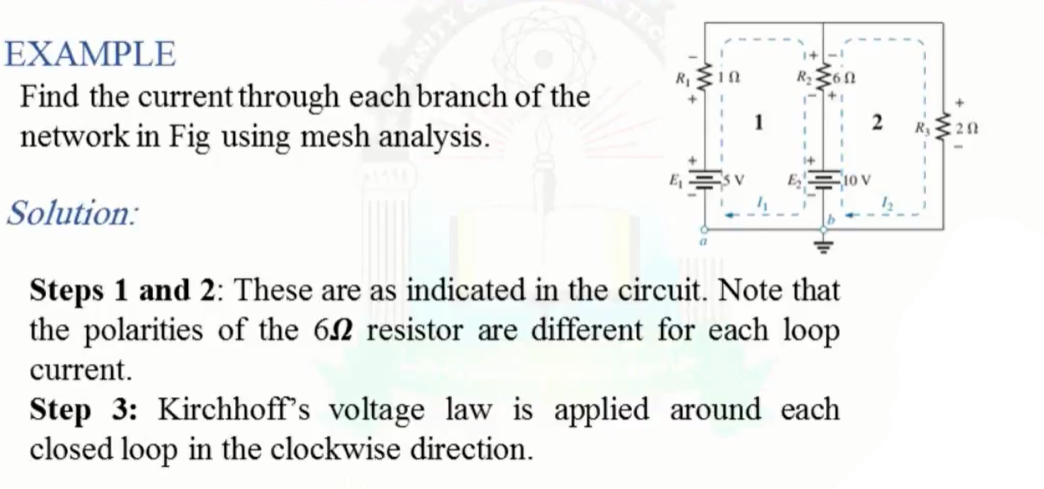 EXAMPLE
Find the current through each branch of the
network in Fig using mesh analysis.
Solution:
R₁ 1 Ω
R₂ 6 Ω
1
2
R₃ 2 Ω
E₁ 5 V
E₂ 10 V
I₁
I₂
a
b
Steps 1 and 2: These are as indicated in the circuit. Note that
the polarities of the 6Ω resistor are different for each loop
current.
Step 3: Kirchhoff's voltage law is applied around each
closed loop in the clockwise direction.